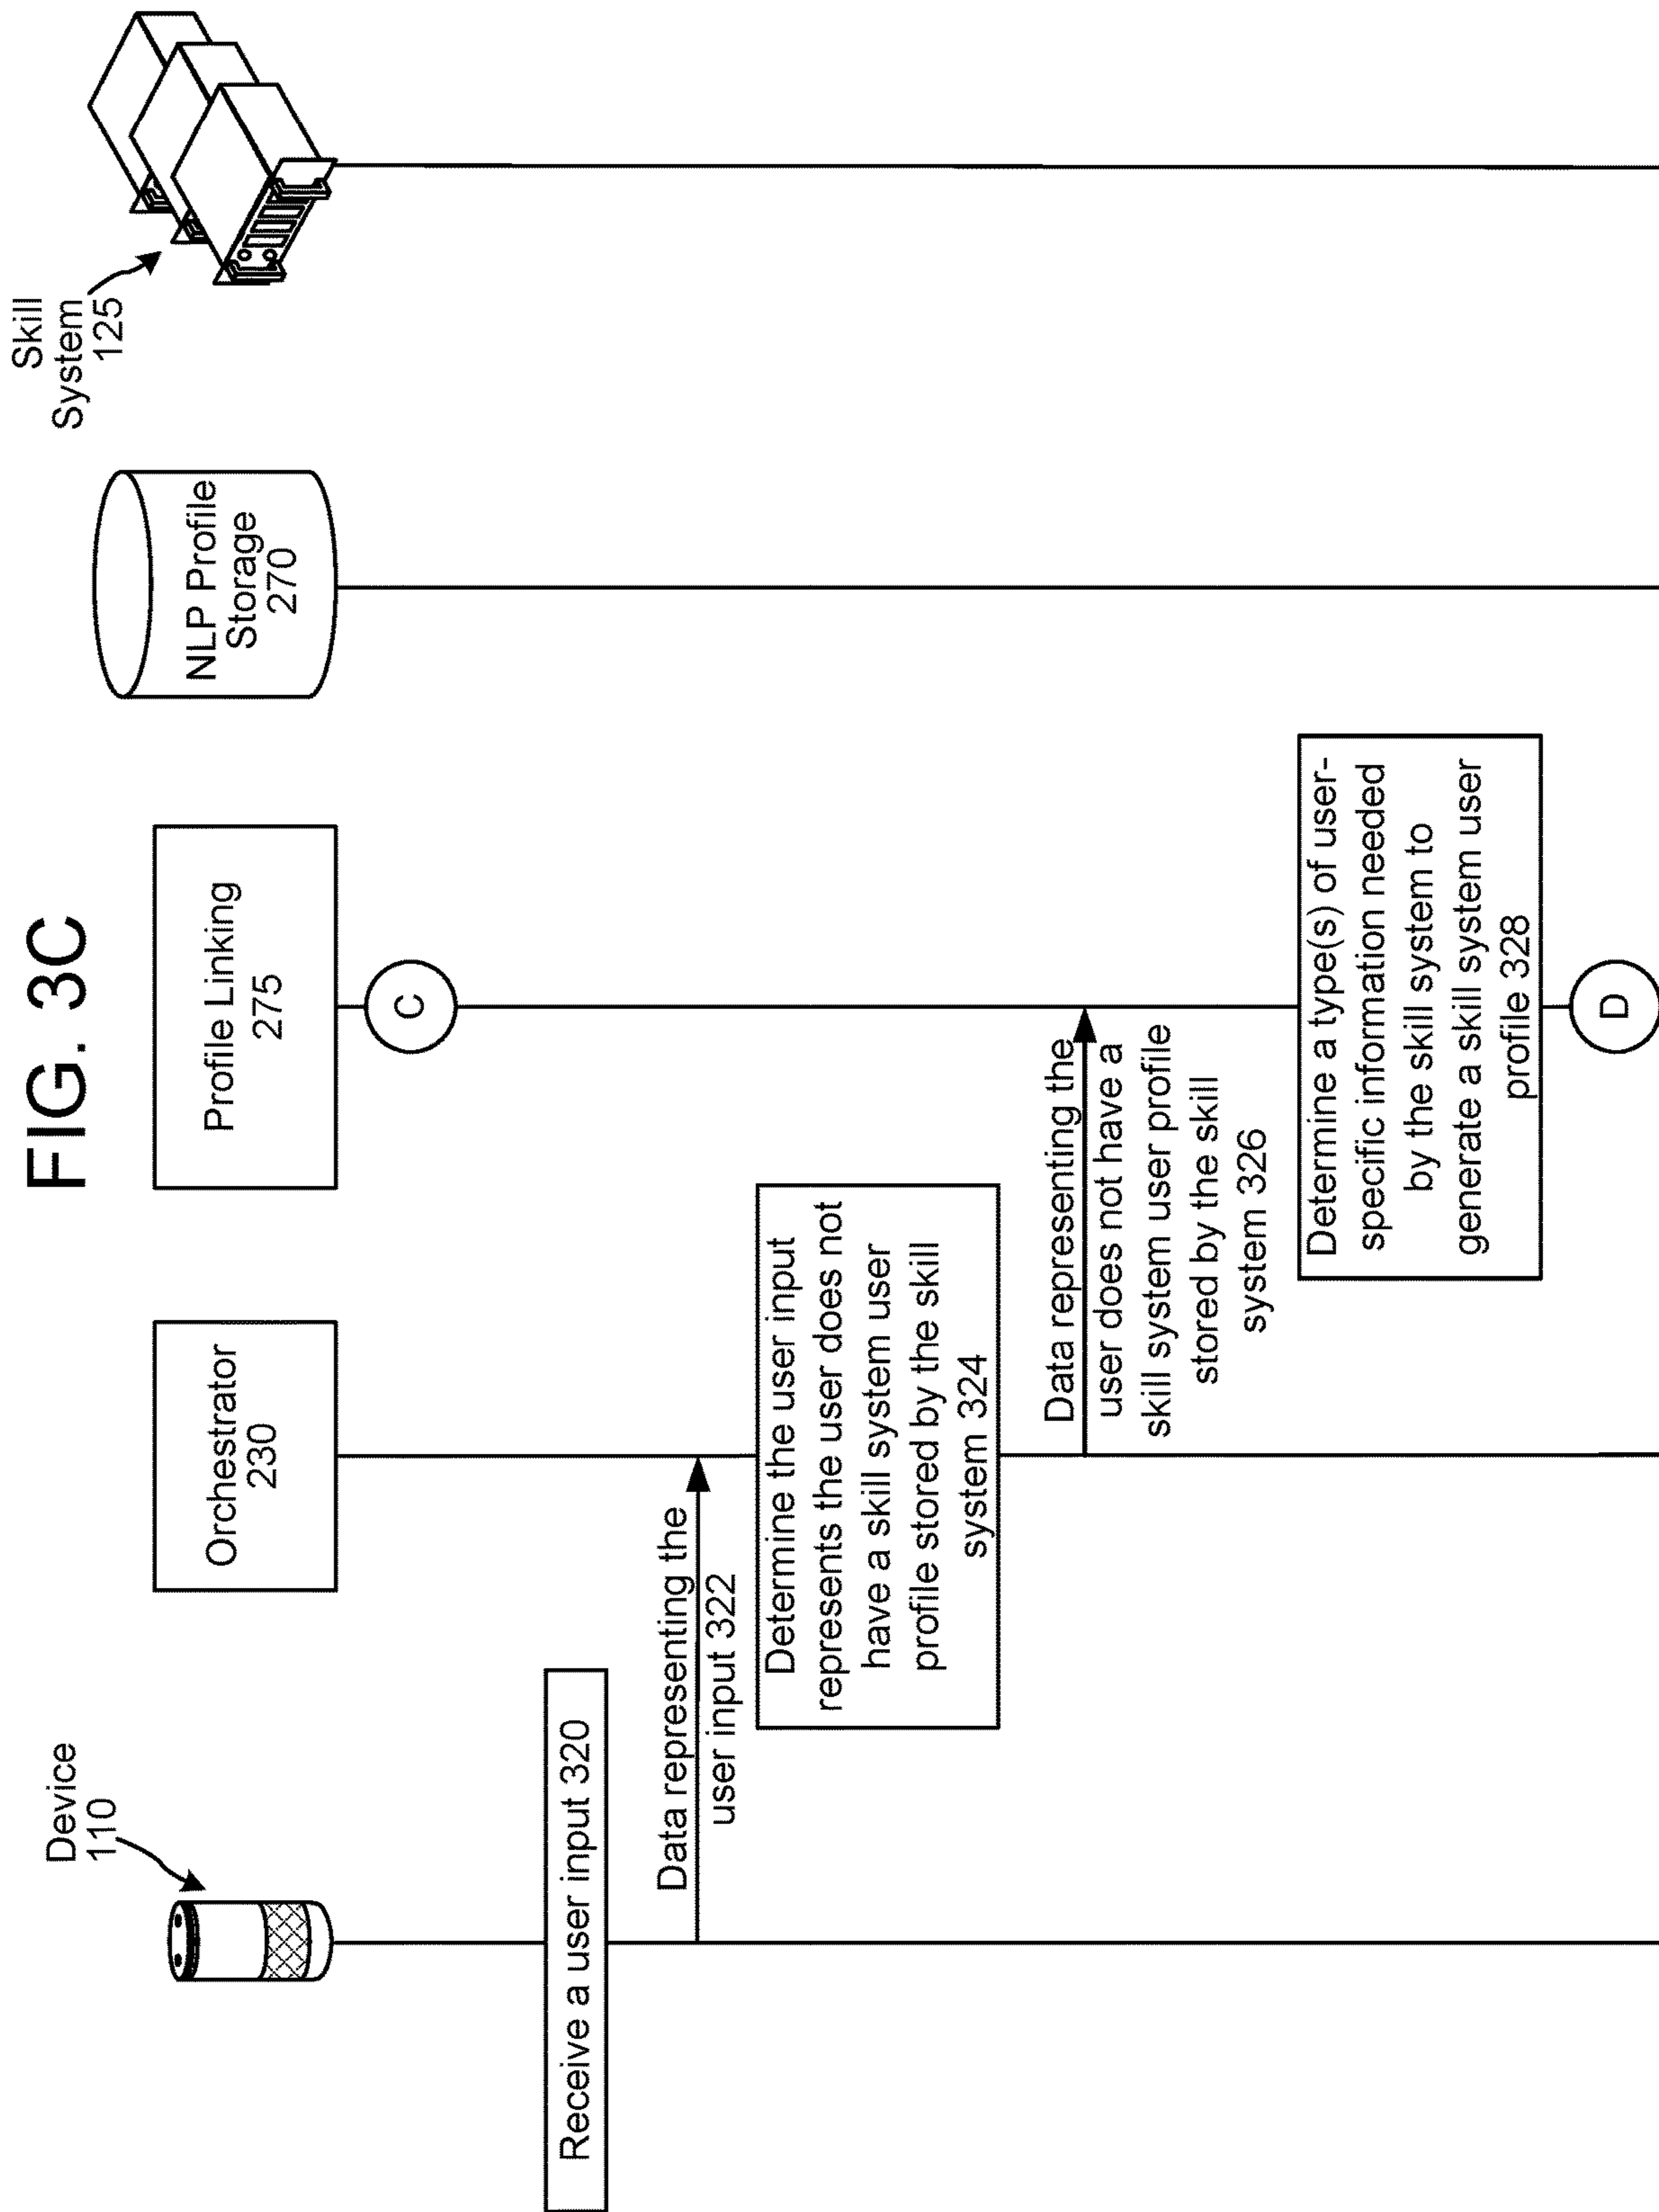 FIG. 3C
Device
110
Orchestrator
230
Profile Linking
275
NLP Profile
Storage
270
Skill
System
125
C
Receive a user input 320
Data representing the
user input 322
Determine the user input
represents the user does not
have a skill system user
profile stored by the skill
system 324
Data representing the
user does not have a
skill system user profile
stored by the skill
system 326
Determine a type(s) of user-
specific information needed
by the skill system to
generate a skill system user
profile 328
D